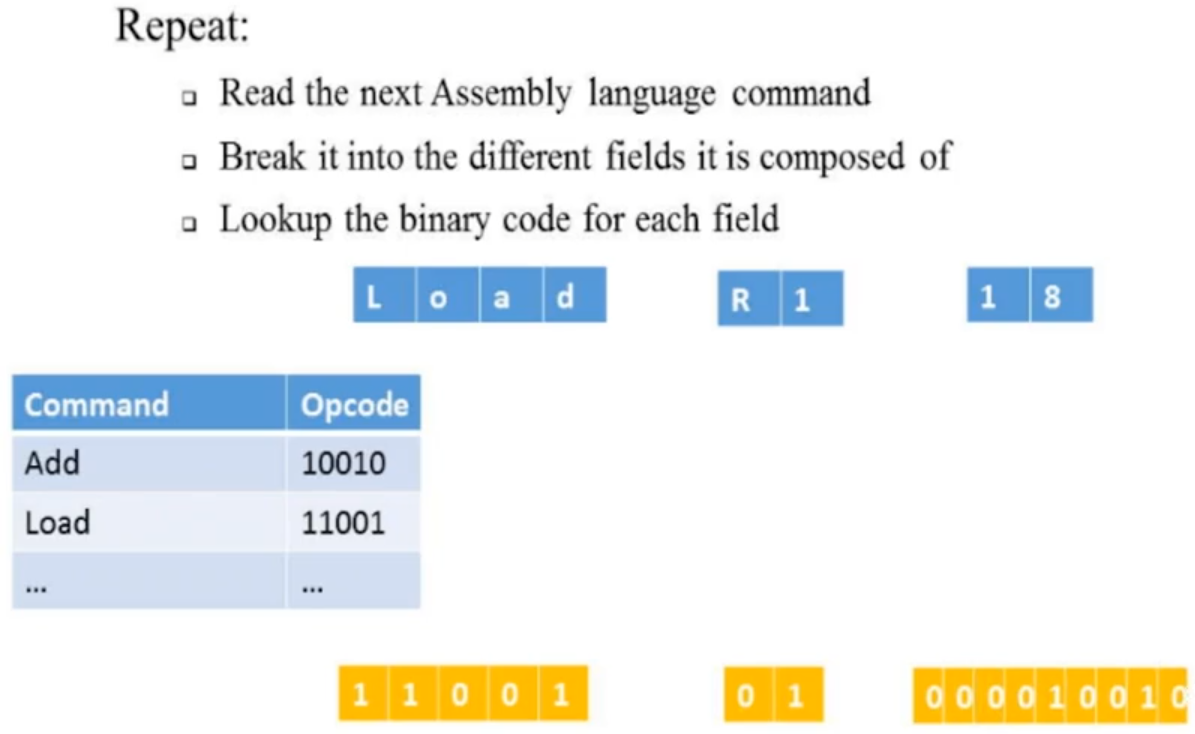 Repeat:
Read the next Assembly language command
Break it into the different fields it is composed of
Lookup the binary code for each field
L o a d R 1 1 8
Command Opcode
Add 10010
Load 11001
... ...
1 1 0 0 1 0 1 0 0 0 0 1 0 0 1 0